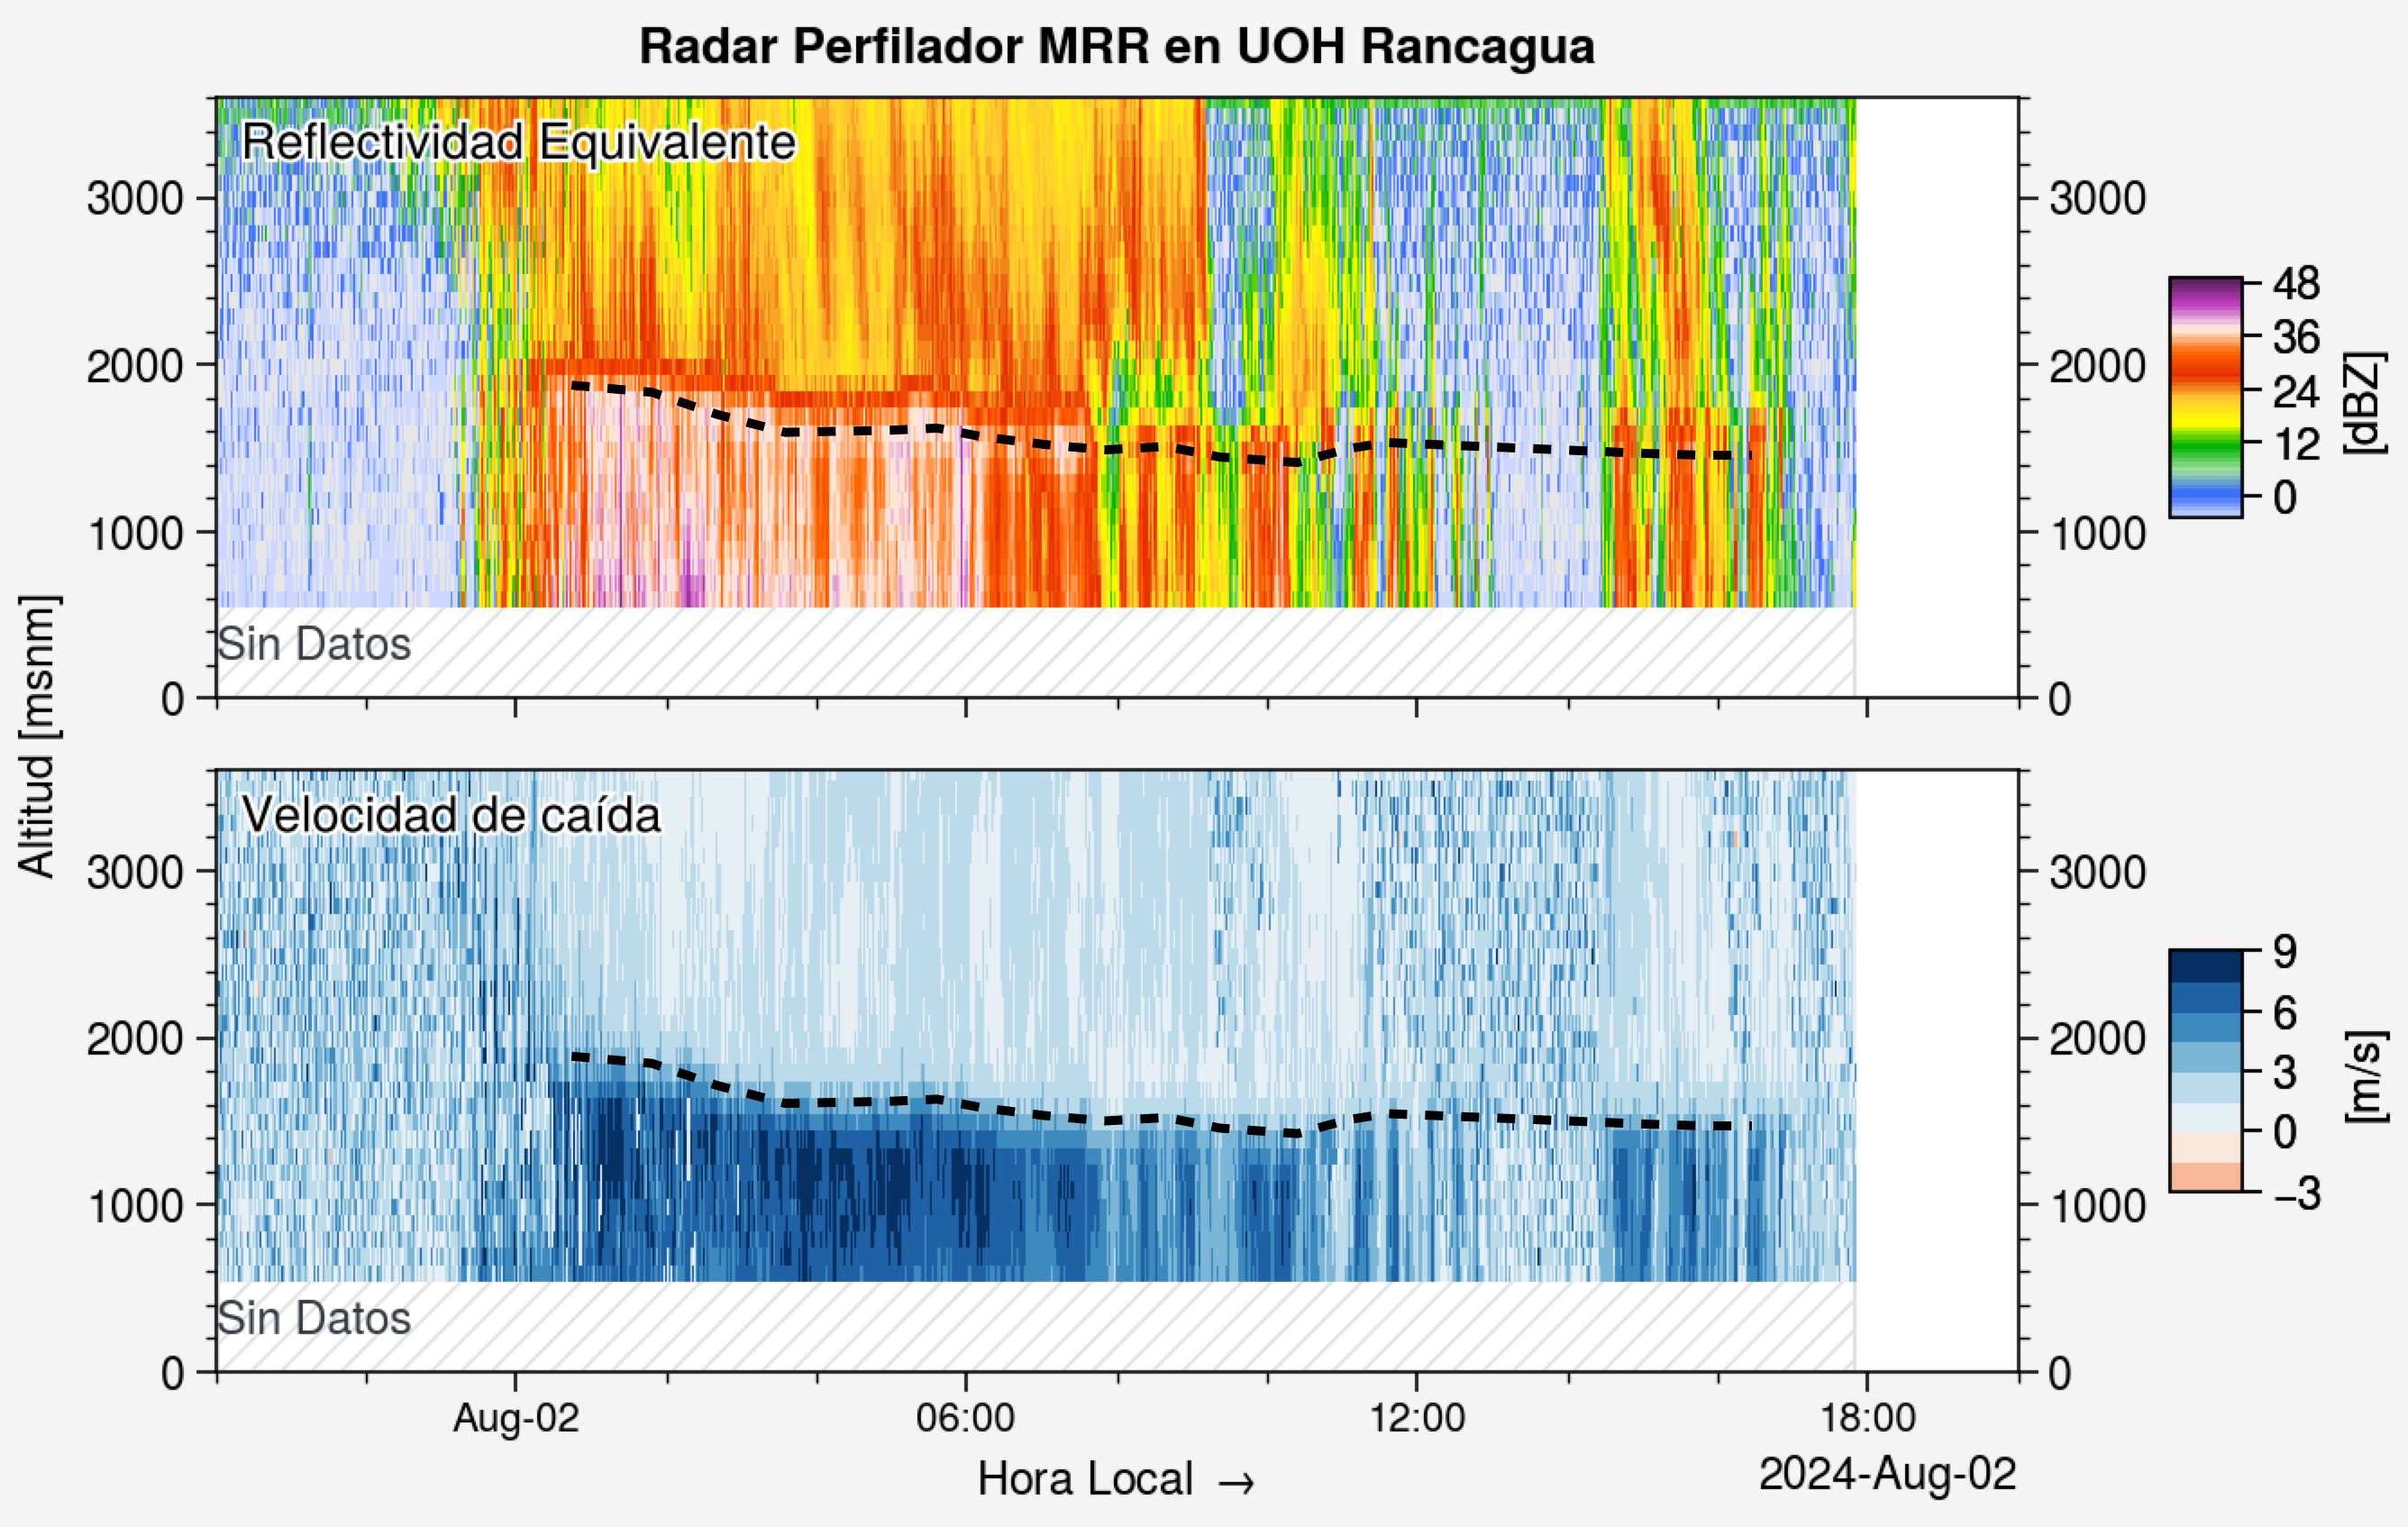 Radar Perfilador MRR en UOH Rancagua
Reflectividad Equivalente
3000
2000
1000
0
Sin Datos
3000
2000
1000
0
48
36
24
12
0
[dBZ]
Altitud [msnm]
Velocidad de caída
3000
2000
1000
0
Sin Datos
3000
2000
1000
0
9
6
3
0
−3
[m/s]
Aug-02 06:00 12:00 18:00
Hora Local →
2024-Aug-02